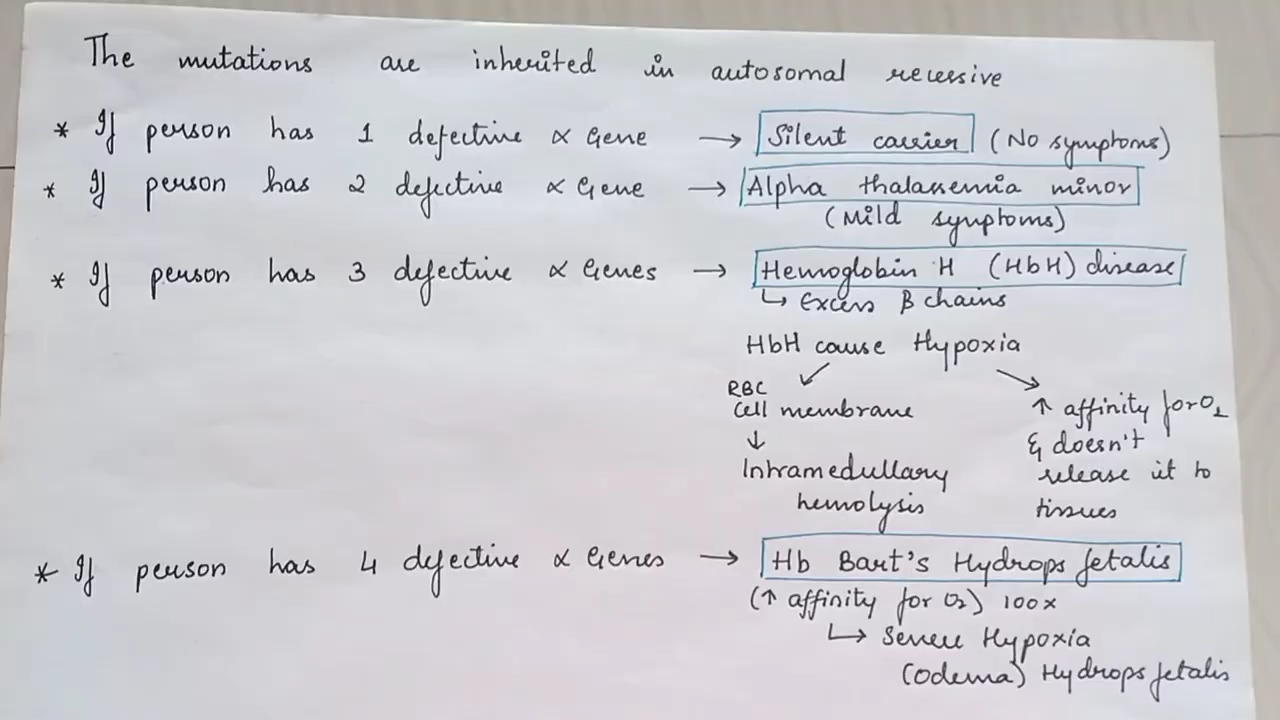 The mutations are inherited in autosomal recessive
* If person has 1 defective α Gene → Silent carrier (No symptoms)
* If person has 2 defective α Gene → Alpha thalassemia minor
(Mild symptoms)
* If person has 3 defective α Genes → Hemoglobin H (HbH) disease
↳ Excess β chains
HbH cause Hypoxia
↙ ↘
RBC
Cell membrane
↓
Intramedullary
hemolysis
↑ affinity for O₂
& doesn't
release it to
tissues
* If person has 4 defective α Genes → Hb Bart's Hydrops fetalis
(↑ affinity for O₂) 100x
↳ Severe Hypoxia
(Odema) Hydrops fetalis